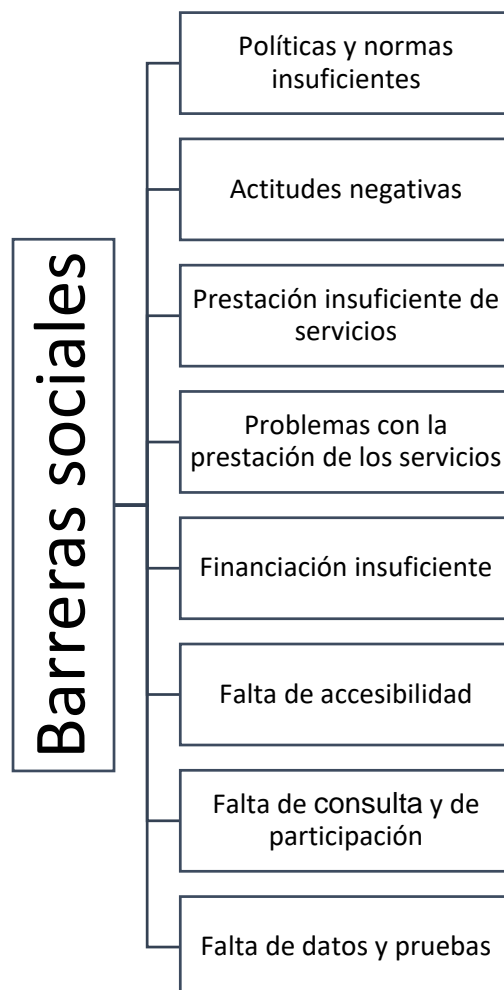 Barreras sociales
Políticas y normas
insuficientes
Actitudes negativas
Prestación insuficiente de
servicios
Problemas con la
prestación de los servicios
Financiación insuficiente
Falta de accesibilidad
Falta de consulta y de
participación
Falta de datos y pruebas